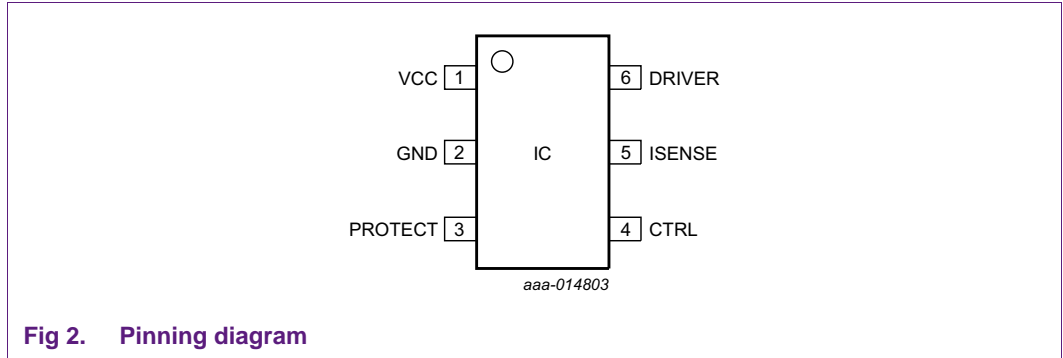 VCC 1 6 DRIVER
GND 2 IC 5 ISENSE
PROTECT 3 4 CTRL
aaa-014803
Fig 2. Pinning diagram